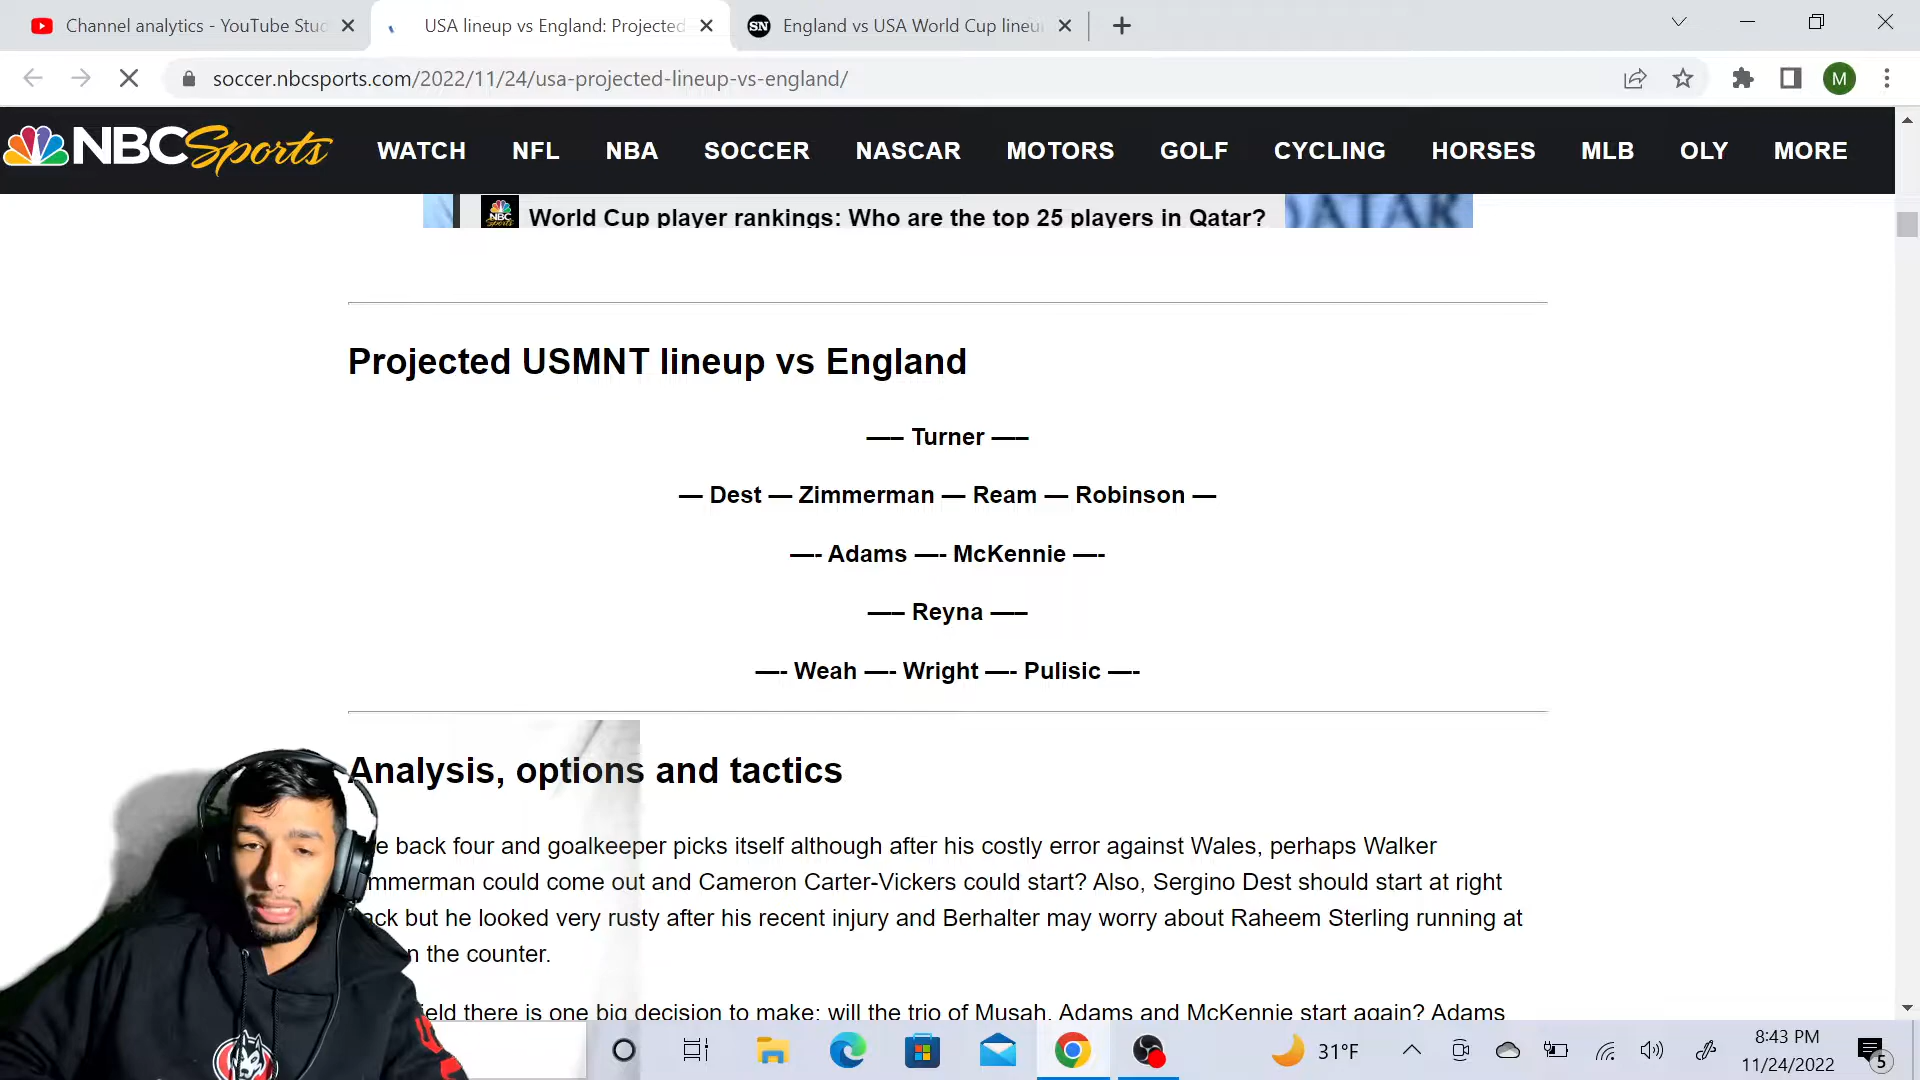 Channel analytics - YouTube Stud
USA lineup vs England: Projected
SN England vs USA World Cup lineu
soccer.nbcsports.com/2022/11/24/usa-projected-lineup-vs-england/
M
NBC Sports WATCH NFL NBA SOCCER NASCAR MOTORS GOLF CYCLING HORSES MLB OLY MORE
World Cup player rankings: Who are the top 25 players in Qatar?
QATAR
Projected USMNT lineup vs England
—– Turner —–
— Dest — Zimmerman — Ream — Robinson —
—- Adams —- McKennie —-
—– Reyna —–
—- Weah —- Wright —- Pulisic —-
Analysis, options and tactics
back four and goalkeeper picks itself although after his costly error against Wales, perhaps Walker
mmerman could come out and Cameron Carter-Vickers could start? Also, Sergino Dest should start at right
ack but he looked very rusty after his recent injury and Berhalter may worry about Raheem Sterling running at
n the counter.
ield there is one big decision to make: will the trio of Musah, Adams and McKennie start again? Adams
31°F
8:43 PM
11/24/2022
5